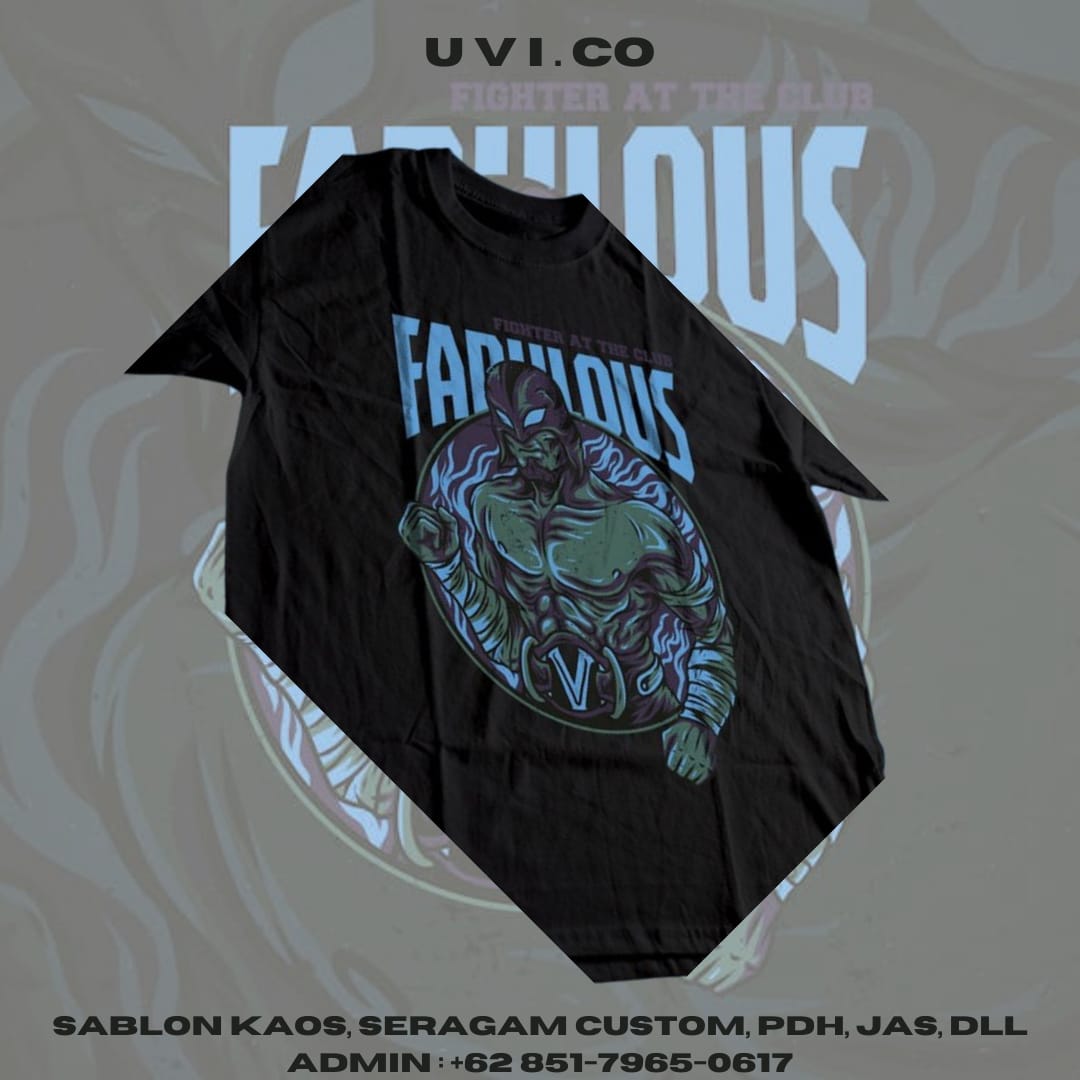 UVI.CO
FIGHTER AT THE CLUB
FABULOUS
FIGHTER AT THE CLUB
FABULOUS
V
SABLON KAOS, SERAGAM CUSTOM, PDH, JAS, DLL
ADMIN : +62 851-7965-0617